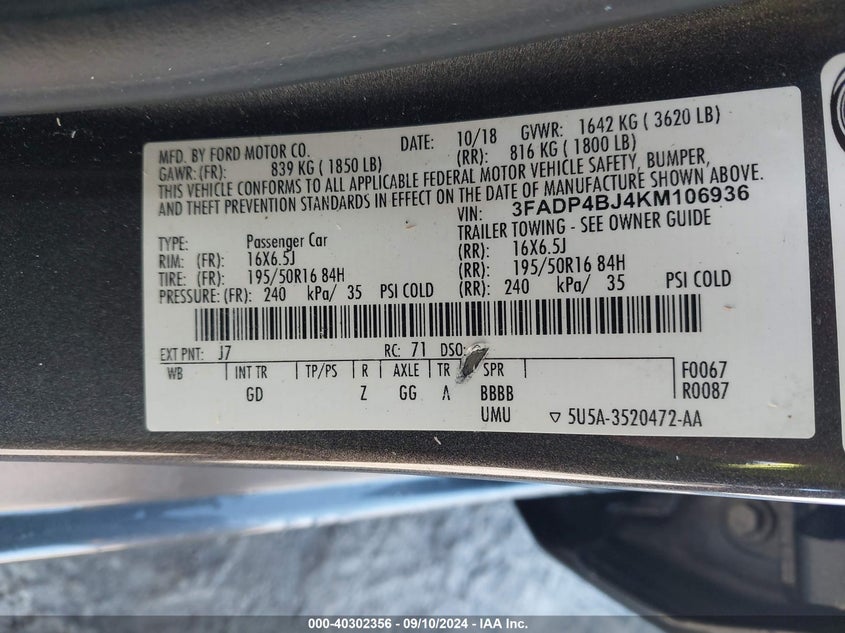 MFD. BY FORD MOTOR CO. DATE: 10/18 GVWR: 1642 KG ( 3620 LB)
GAWR: (FR): 839 KG ( 1850 LB) (RR): 816 KG ( 1800 LB)
THIS VEHICLE CONFORMS TO ALL APPLICABLE FEDERAL MOTOR VEHICLE SAFETY, BUMPER,
AND THEFT PREVENTION STANDARDS IN EFFECT ON THE DATE OF MANUFACTURE SHOWN ABOVE.
VIN: 3FADP4BJ4KM106936
TYPE: Passenger Car TRAILER TOWING - SEE OWNER GUIDE
RIM: (FR): 16X6.5J (RR): 16X6.5J
TIRE: (FR): 195/50R16 84H (RR): 195/50R16 84H
PRESSURE: (FR): 240 kPa/ 35 PSI COLD (RR): 240 kPa/ 35 PSI COLD
EXT PNT: J7 RC: 71 DSO:
WB INT TR TP/PS R AXLE TR SPR F0067
GD Z GG A BBBB R0087
UMU ▽ 5U5A-3520472-AA
000-40302356 - 09/10/2024 - IAA Inc.